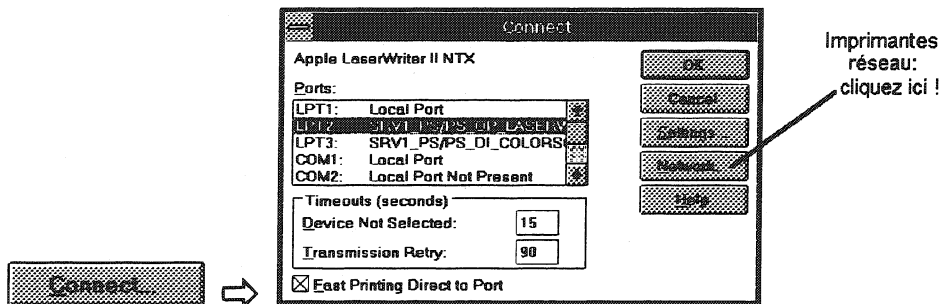 Connect
Apple LaserWriter II NTX
Ports:
LPT1: Local Port
LPT2 SRV1_PS/PS_OP_LASERW
LPT3: SRV1_PS/PS_DI_COLORS
COM1: Local Port
COM2: Local Port Not Present
Timeouts (seconds)
Device Not Selected: 15
Transmission Retry: 90
Fast Printing Direct to Port
OK
Cancel
Settings...
Network...
Help
Imprimantes
réseau:
cliquez ici !
Connect...